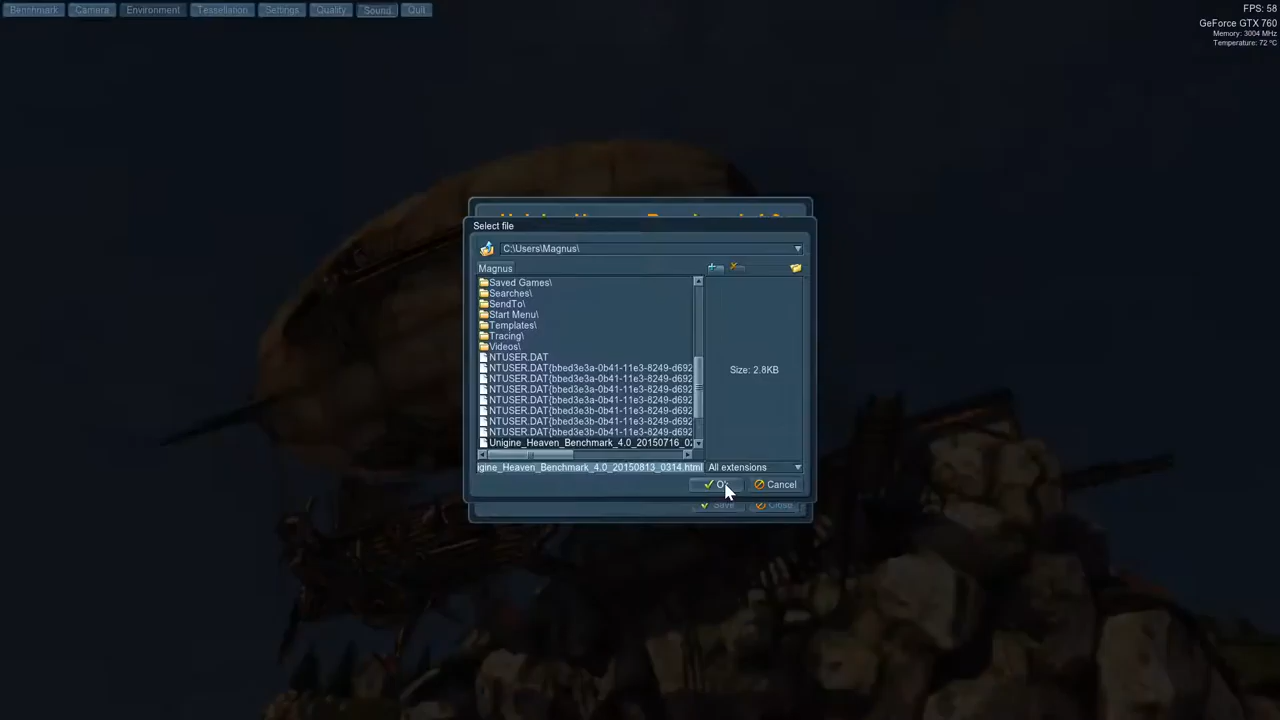 Benchmark Camera Environment Tessellation Settings Quality Sound Quit
FPS: 58
GeForce GTX 760
Memory: 3004 MHz
Temperature: 72 °C
Select file
C:\Users\Magnus\
Magnus
Saved Games\
Searches\
SendTo\
Start Menu\
Templates\
Tracing\
Videos\
NTUSER.DAT
NTUSER.DAT{bbed3e3a-0b41-11e3-8249-d692
NTUSER.DAT{bbed3e3a-0b41-11e3-8249-d692
NTUSER.DAT{bbed3e3a-0b41-11e3-8249-d692
NTUSER.DAT{bbed3e3a-0b41-11e3-8249-d692
NTUSER.DAT{bbed3e3b-0b41-11e3-8249-d692
NTUSER.DAT{bbed3e3b-0b41-11e3-8249-d692
NTUSER.DAT{bbed3e3b-0b41-11e3-8249-d692
Unigine_Heaven_Benchmark_4.0_20150716_0
Size: 2.8KB
igine_Heaven_Benchmark_4.0_20150813_0314.html All extensions
Ok Cancel
Save Close